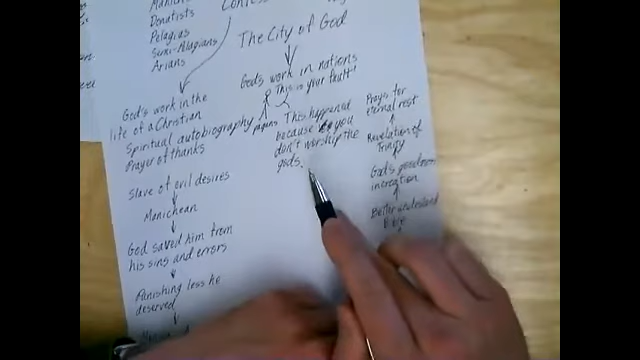 Donatists
Pelagius
Semi-Pelagians
Arians
The City of God
God's work in nations
"This is your fault"
pagans
This happened
because you
don't worship the
gods.
God's work in the
life of a Christian
Spiritual autobiography
Prayer of thanks
Slave of evil desires
Manichean
God saved him from
his sins and errors
Punishing less he
deserved
Prays for
eternal rest
Revelation of
Trinity
God's goodness
in creation
Better understand
Bible